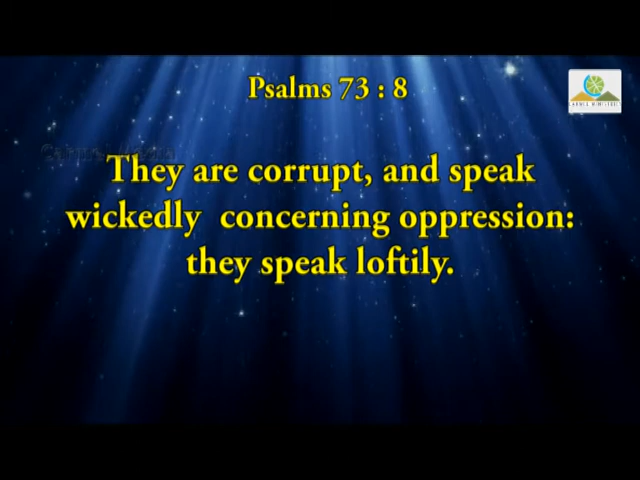 Psalms 73 : 8
They are corrupt, and speak
wickedly  concerning oppression:
they speak loftily.